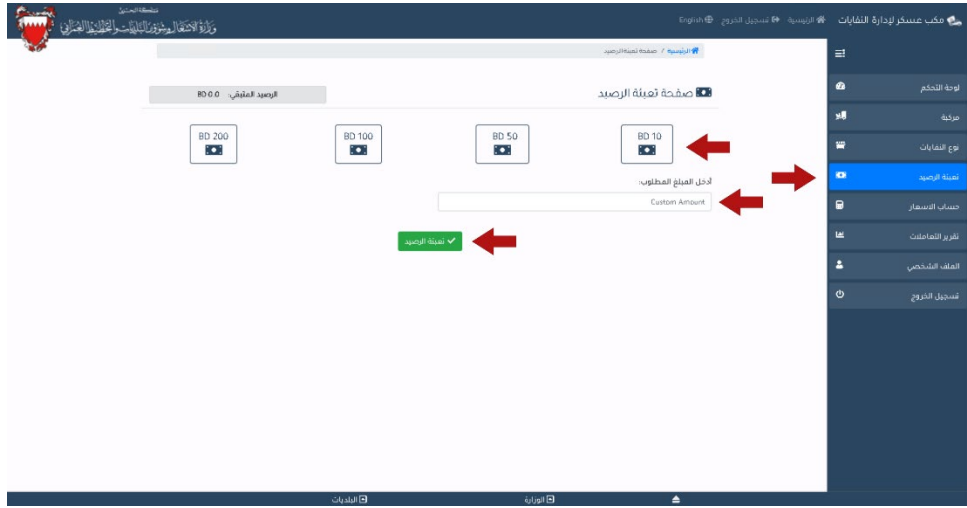 مكب عسكر لإدارة النفايات
الرئيسية
تسجيل الخروج
English
مملكة البحرين
وزارة الاشغال وشؤون البلديات والتخطيط العمراني
الرئيسية / صفحة تعبئة الرصيد
لوحة التحكم
مركبة
نوع النفايات
تعبئة الرصيد
حساب الاسعار
تقرير التعاملات
الملف الشخصي
تسجيل الخروج
صفحة تعبئة الرصيد
الرصيد المتبقي: BD 0.0
BD 10
BD 50
BD 100
BD 200
أدخل المبلغ المطلوب:
Custom Amount
تعبئة الرصيد
الوزارة
البلديات